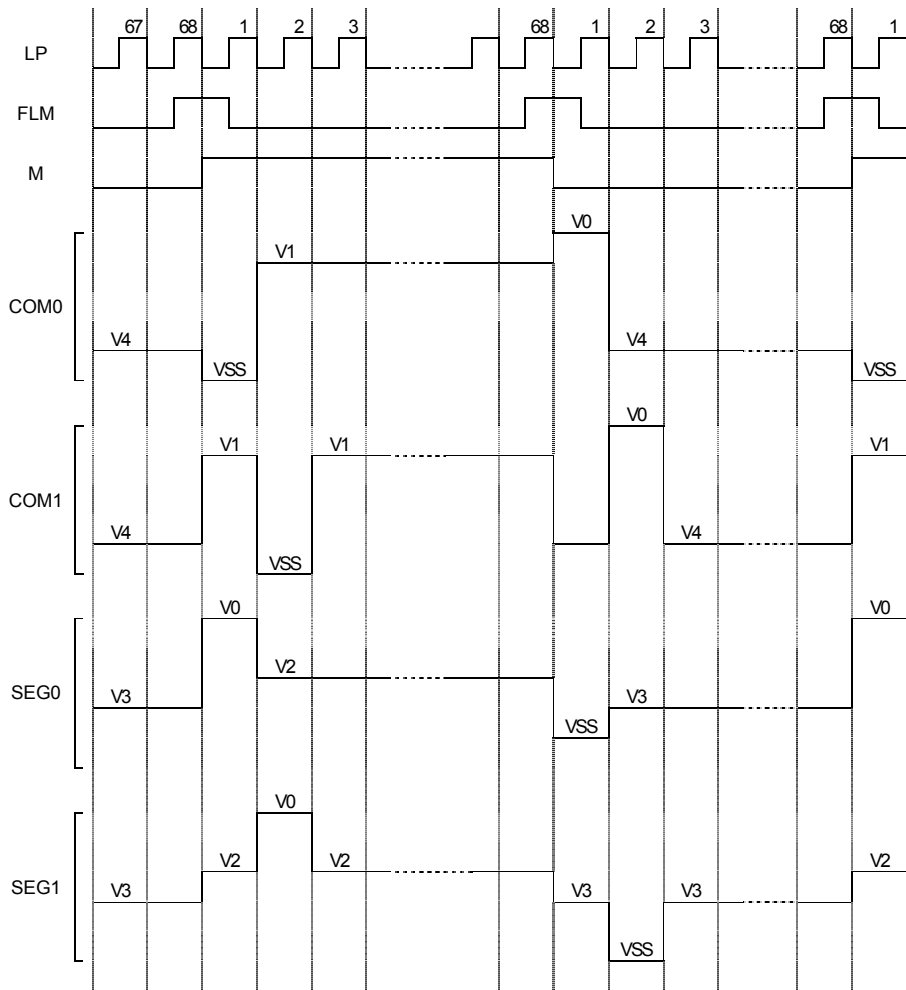 67 68 1 2 3 68 1 2 3 68 1
LP
FLM
M
V0
V1
COM0
V4 V4
VSS VSS
V0
V1 V1 V1
COM1
V4 V4
VSS
V0 V0
V2
SEG0
V3 V3
VSS
V0
V2 V2 V2
SEG1
V3 V3 V3
VSS